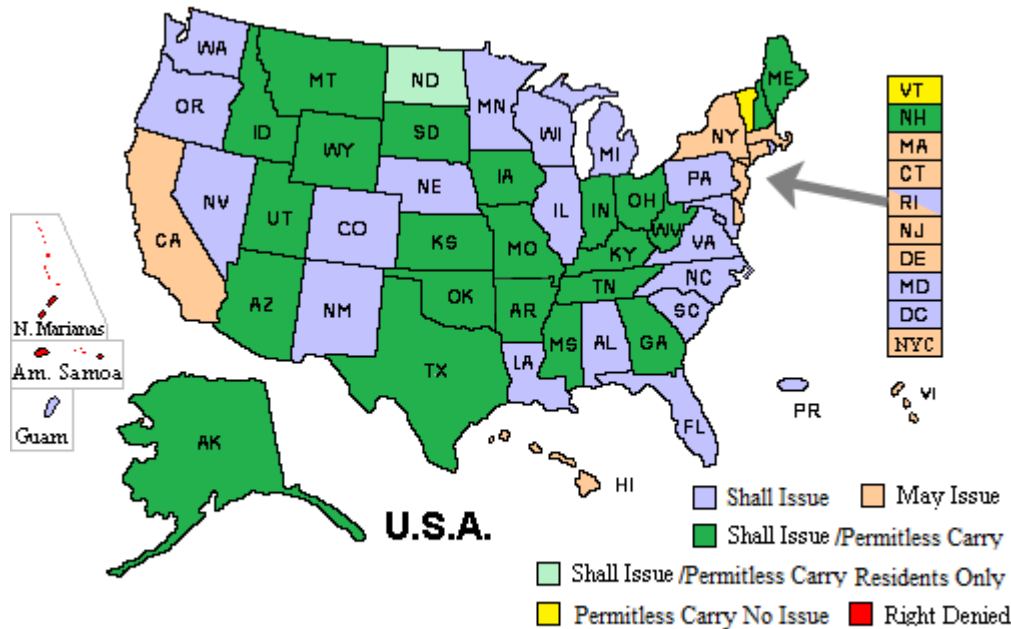 WA
MT
ND
MN
ME
VT
NH
MA
CT
RI
NJ
DE
MD
DC
NYC
OR
ID
SD
WI
MI
NY
WY
NE
IA
PA
NV
UT
CO
IL
IN
OH
WV
VA
CA
KS
MO
KY
NC
TN
AZ
NM
OK
AR
SC
MS
AL
GA
TX
LA
FL
N. Marianas
Am. Samoa
Guam
PR
VI
AK
HI
U.S.A.
Shall Issue
May Issue
Shall Issue /Permitless Carry
Shall Issue /Permitless Carry Residents Only
Permitless Carry No Issue
Right Denied